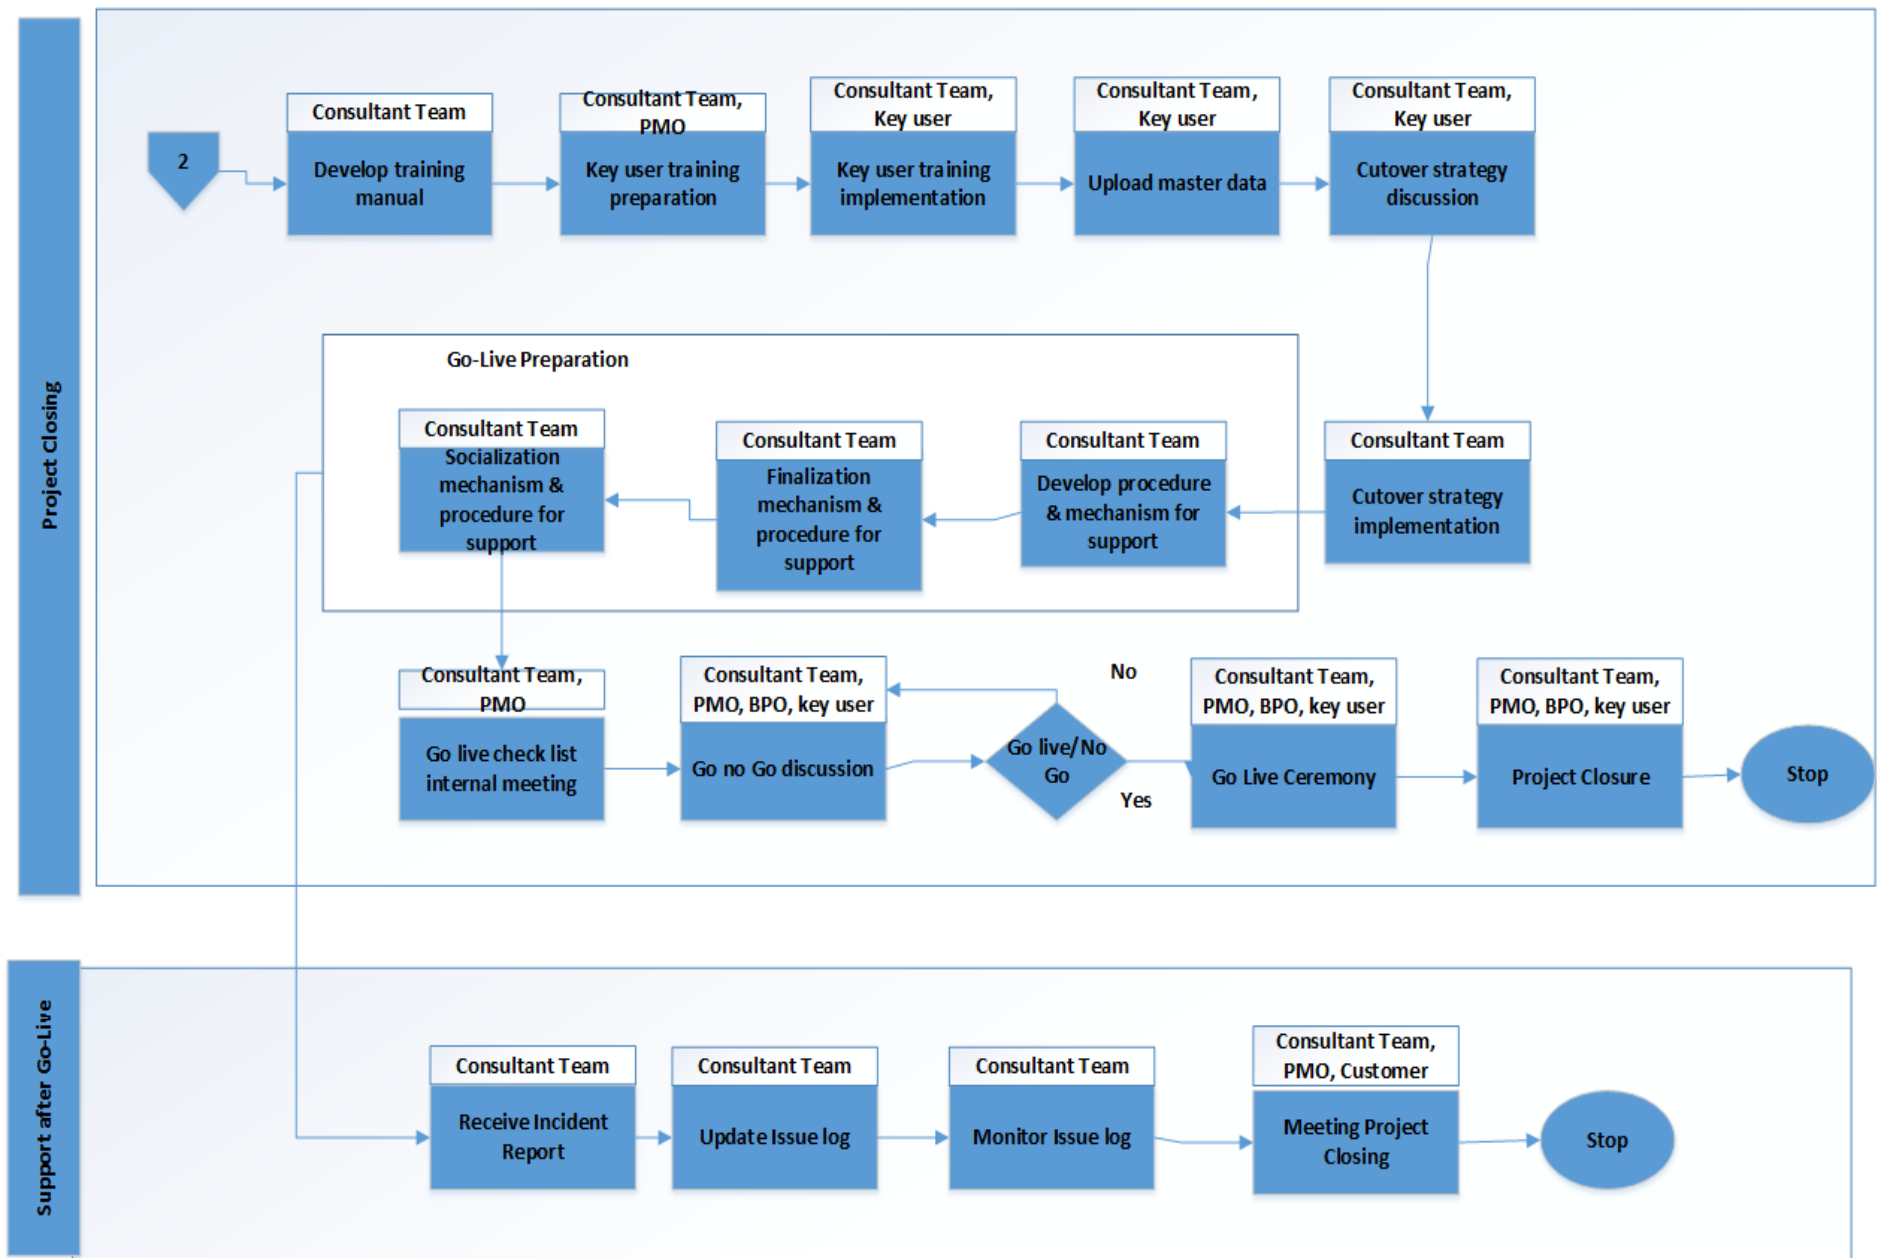 Project Closing
2
Consultant Team
Develop training
manual
Consultant Team,
PMO
Key user training
preparation
Consultant Team,
Key user
Key user training
implementation
Consultant Team,
Key user
Upload master data
Consultant Team,
Key user
Cutover strategy
discussion
Go-Live Preparation
Consultant Team
Socialization
mechanism &
procedure for
support
Consultant Team
Finalization
mechanism &
procedure for
support
Consultant Team
Develop procedure
& mechanism for
support
Consultant Team
Cutover strategy
implementation
Consultant Team,
PMO
Go live check list
internal meeting
Consultant Team,
PMO, BPO, key user
Go no Go discussion
Go live/No
Go
No
Yes
Consultant Team,
PMO, BPO, key user
Go Live Ceremony
Consultant Team,
PMO, BPO, key user
Project Closure
Stop
Support after Go-Live
Consultant Team
Receive Incident
Report
Consultant Team
Update Issue log
Consultant Team
Monitor Issue log
Consultant Team,
PMO, Customer
Meeting Project
Closing
Stop